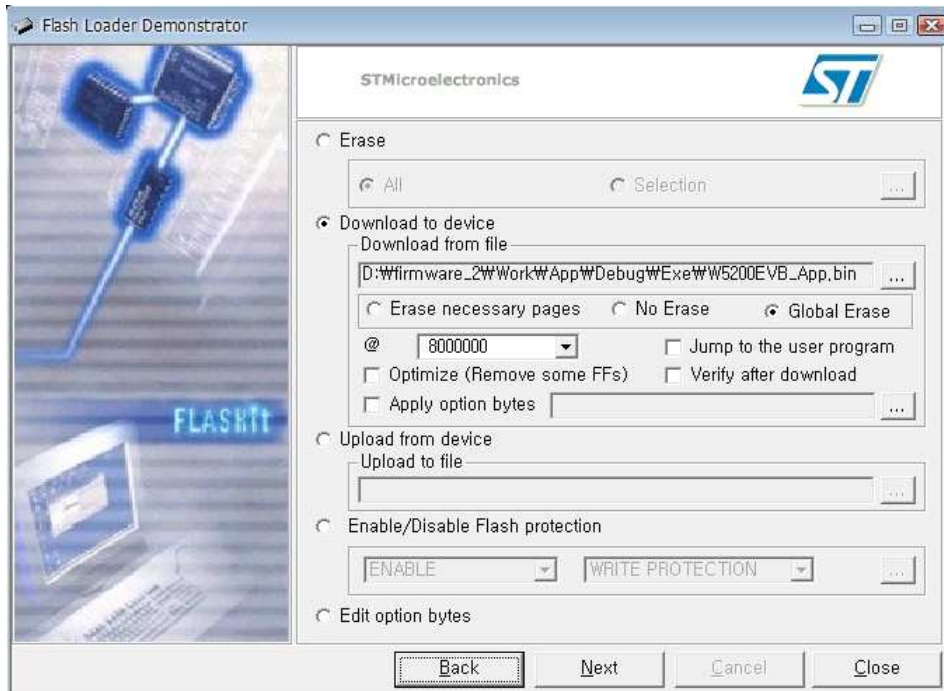 Flash Loader Demonstrator
STMicroelectronics
ST
Erase
All Selection ...
Download to device
Download from file
D:₩firmware_2₩Work₩App₩Debug₩Exe₩W5200EVB_App.bin ...
Erase necessary pages No Erase Global Erase
@ 8000000 Jump to the user program
Optimize (Remove some FFs) Verify after download
Apply option bytes ...
FLASHit
Upload from device
Upload to file
...
Enable/Disable Flash protection
ENABLE WRITE PROTECTION ...
Edit option bytes
Back Next Cancel Close